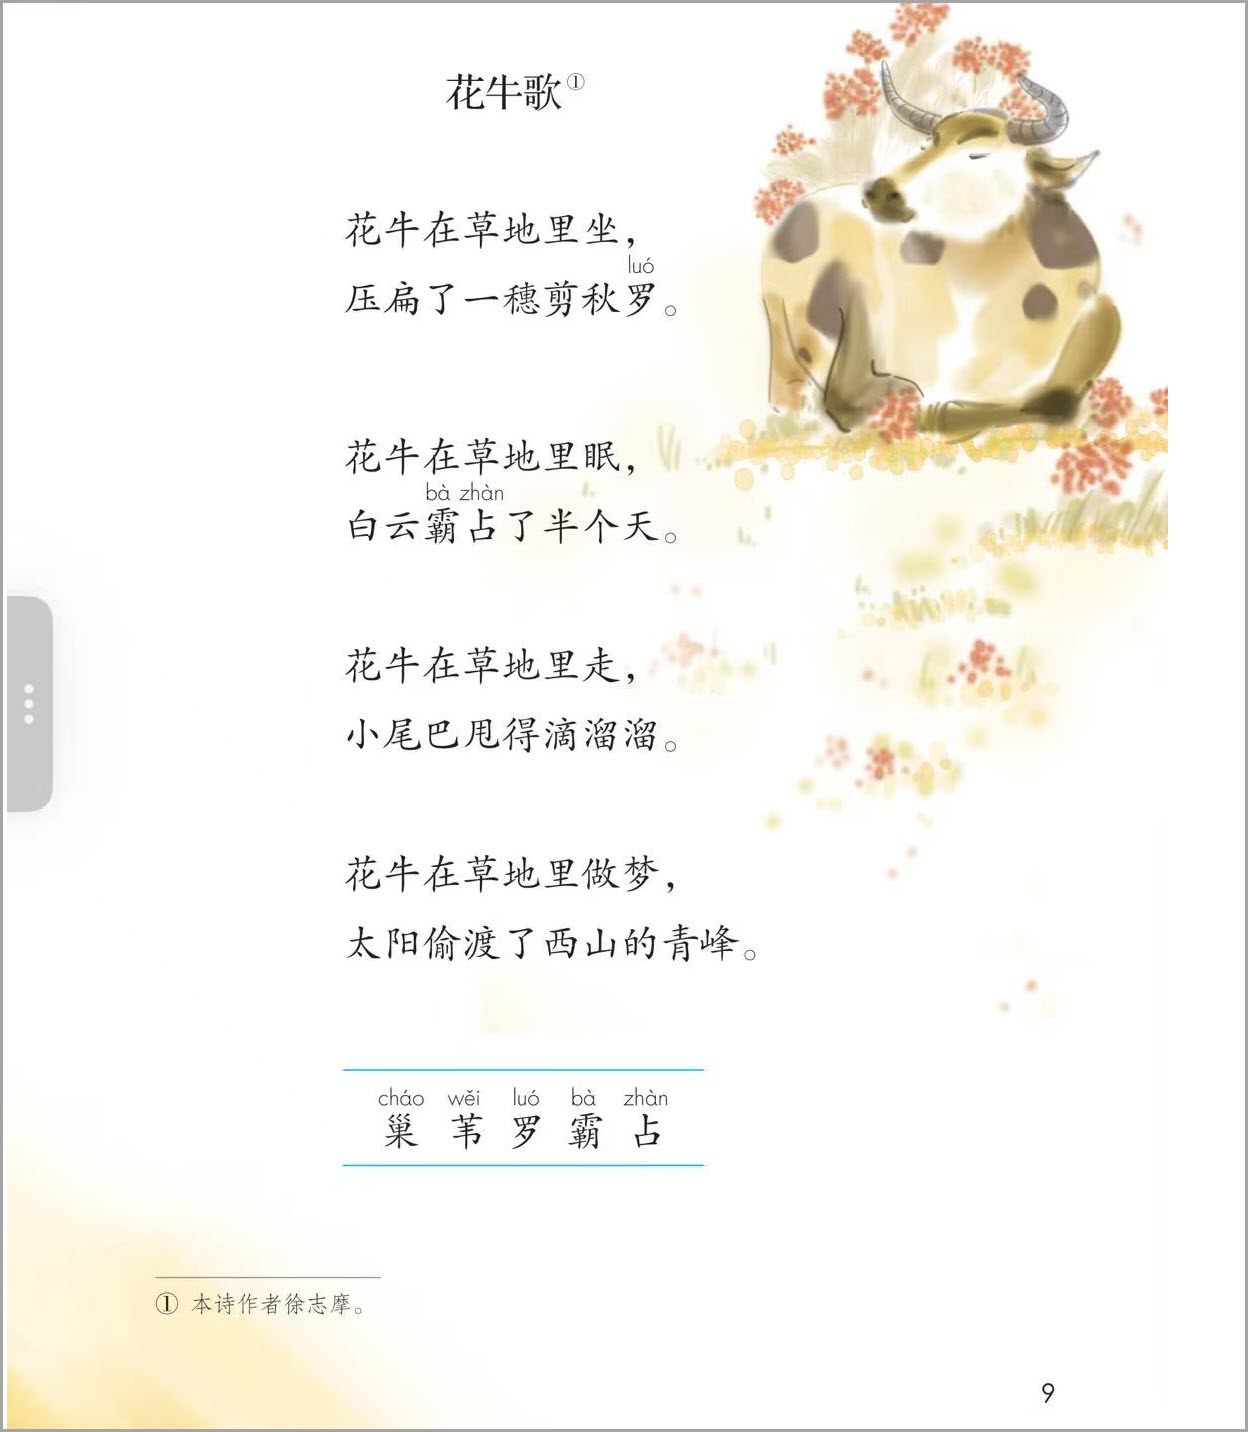 花牛歌①
花牛在草地里坐，
luó
压扁了一穗剪秋罗。
花牛在草地里眠，
bà zhàn
白云霸占了半个天。
花牛在草地里走，
小尾巴甩得滴溜溜。
花牛在草地里做梦，
太阳偷渡了西山的青峰。
cháo wěi luó bà zhàn
巢 苇 罗 霸 占
① 本诗作者徐志摩。
9